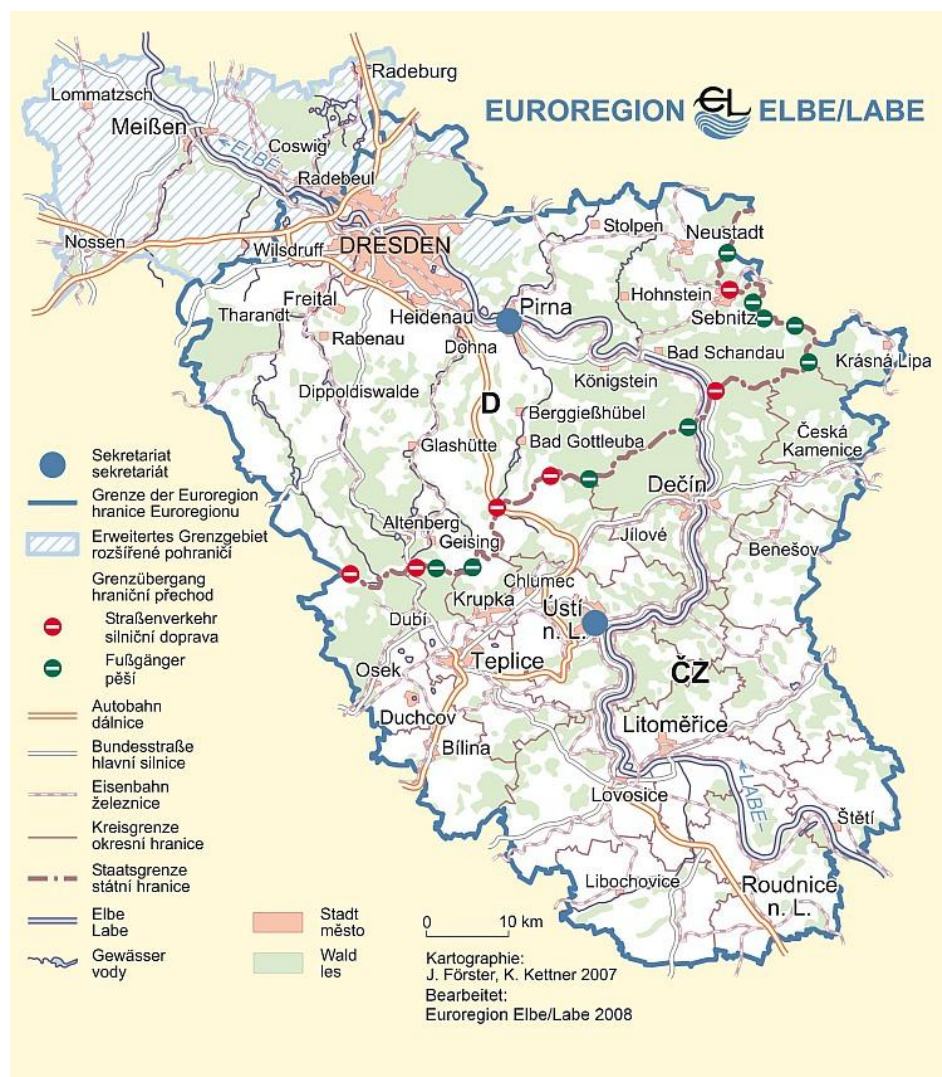 EUROREGION EL ELBE/LABE
Radeburg
Lommatzsch
Meißen
Coswig
←ELBE
Radebeul
Stolpen
Neustadt
Nossen
Wilsdruff
DRESDEN
Hohnstein
Freital
Pirna
Tharandt
Heidenau
Sebnitz
Rabenau
Dohna
Bad Schandau
Krásná Lipa
Königstein
Dippoldiswalde
D
Berggießhübel
Glashütte
Bad Gottleuba
Česká
Kamenice
Děčín
Altenberg
Geising
Jílové
Benešov
Chlumec
Krupka
Ústí
n. L.
Dubí
Osek
Teplice
ČZ
Duchcov
Litoměřice
Bílina
←LABE
Lovosice
Štětí
Libochovice
Roudnice
n. L.
Sekretariat
sekretariát
Grenze der Euroregion
hranice Euroregionu
Erweitertes Grenzgebiet
rozšířené pohraničí
Grenzübergang
hraniční přechod
Straßenverkehr
silniční doprava
Fußgänger
pěší
Autobahn
dálnice
Bundesstraße
hlavní silnice
Eisenbahn
železnice
Kreisgrenze
okresní hranice
Staatsgrenze
státní hranice
Elbe
Labe
Gewässer
vody
Stadt
město
Wald
les
0 10 km
Kartographie:
J. Förster, K. Kettner 2007
Bearbeitet:
Euroregion Elbe/Labe 2008